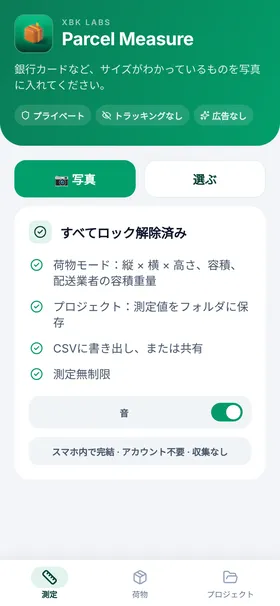 XBK LABS
Parcel Measure
銀行カードなど、サイズがわかっているものを写真
に入れてください。
プライベート
トラッキングなし
広告なし
写真
選ぶ
すべてロック解除済み
荷物モード：縦 × 横 × 高さ、容積、
配送業者の容積重量
プロジェクト：測定値をフォルダに保
存
CSVに書き出し、または共有
測定無制限
音
スマホ内で完結 · アカウント不要 · 収集なし
測定
荷物
プロジェクト